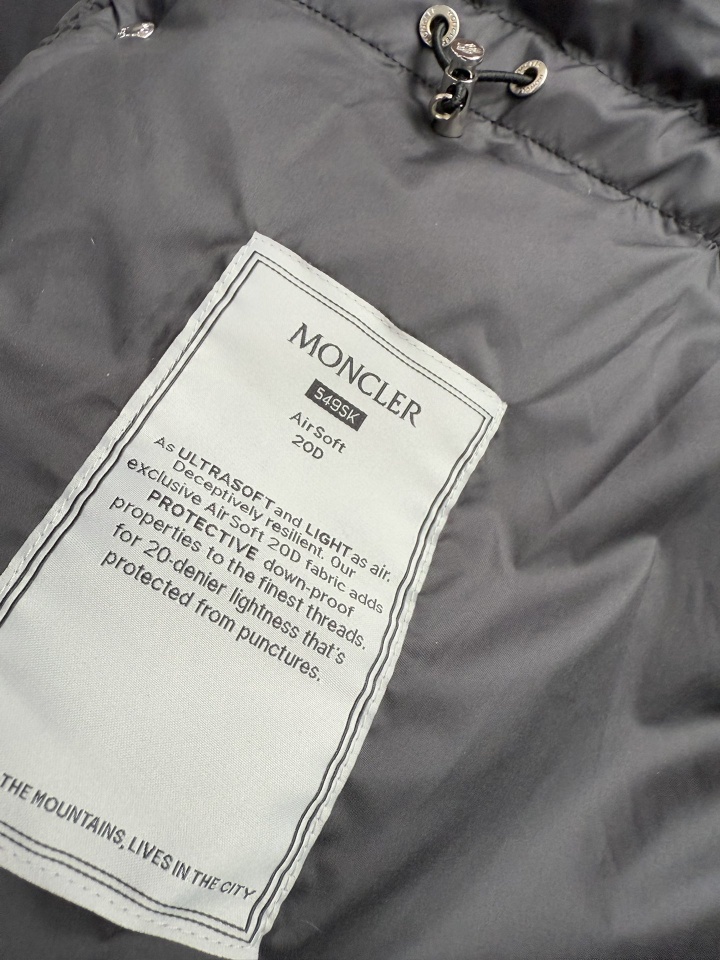 MONCLER
549SK
AirSoft
20D
As ULTRASOFT and LIGHT as air.
Deceptively resilient. Our
exclusive AirSoft 20D fabric adds
PROTECTIVE down-proof
properties to the finest threads,
for 20-denier lightness that's
protected from punctures.
THE MOUNTAINS, LIVES IN THE CITY